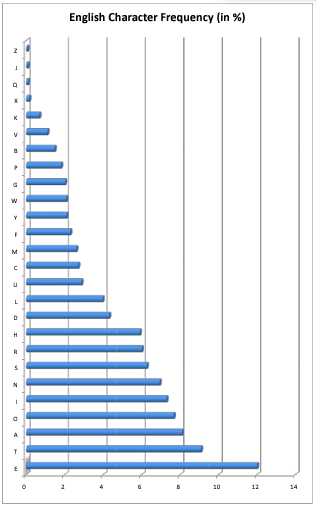 English Character Frequency (in %)
Z
J
Q
X
K
V
B
P
G
W
Y
F
M
C
U
L
D
H
R
S
N
I
O
A
T
E
0 2 4 6 8 10 12 14